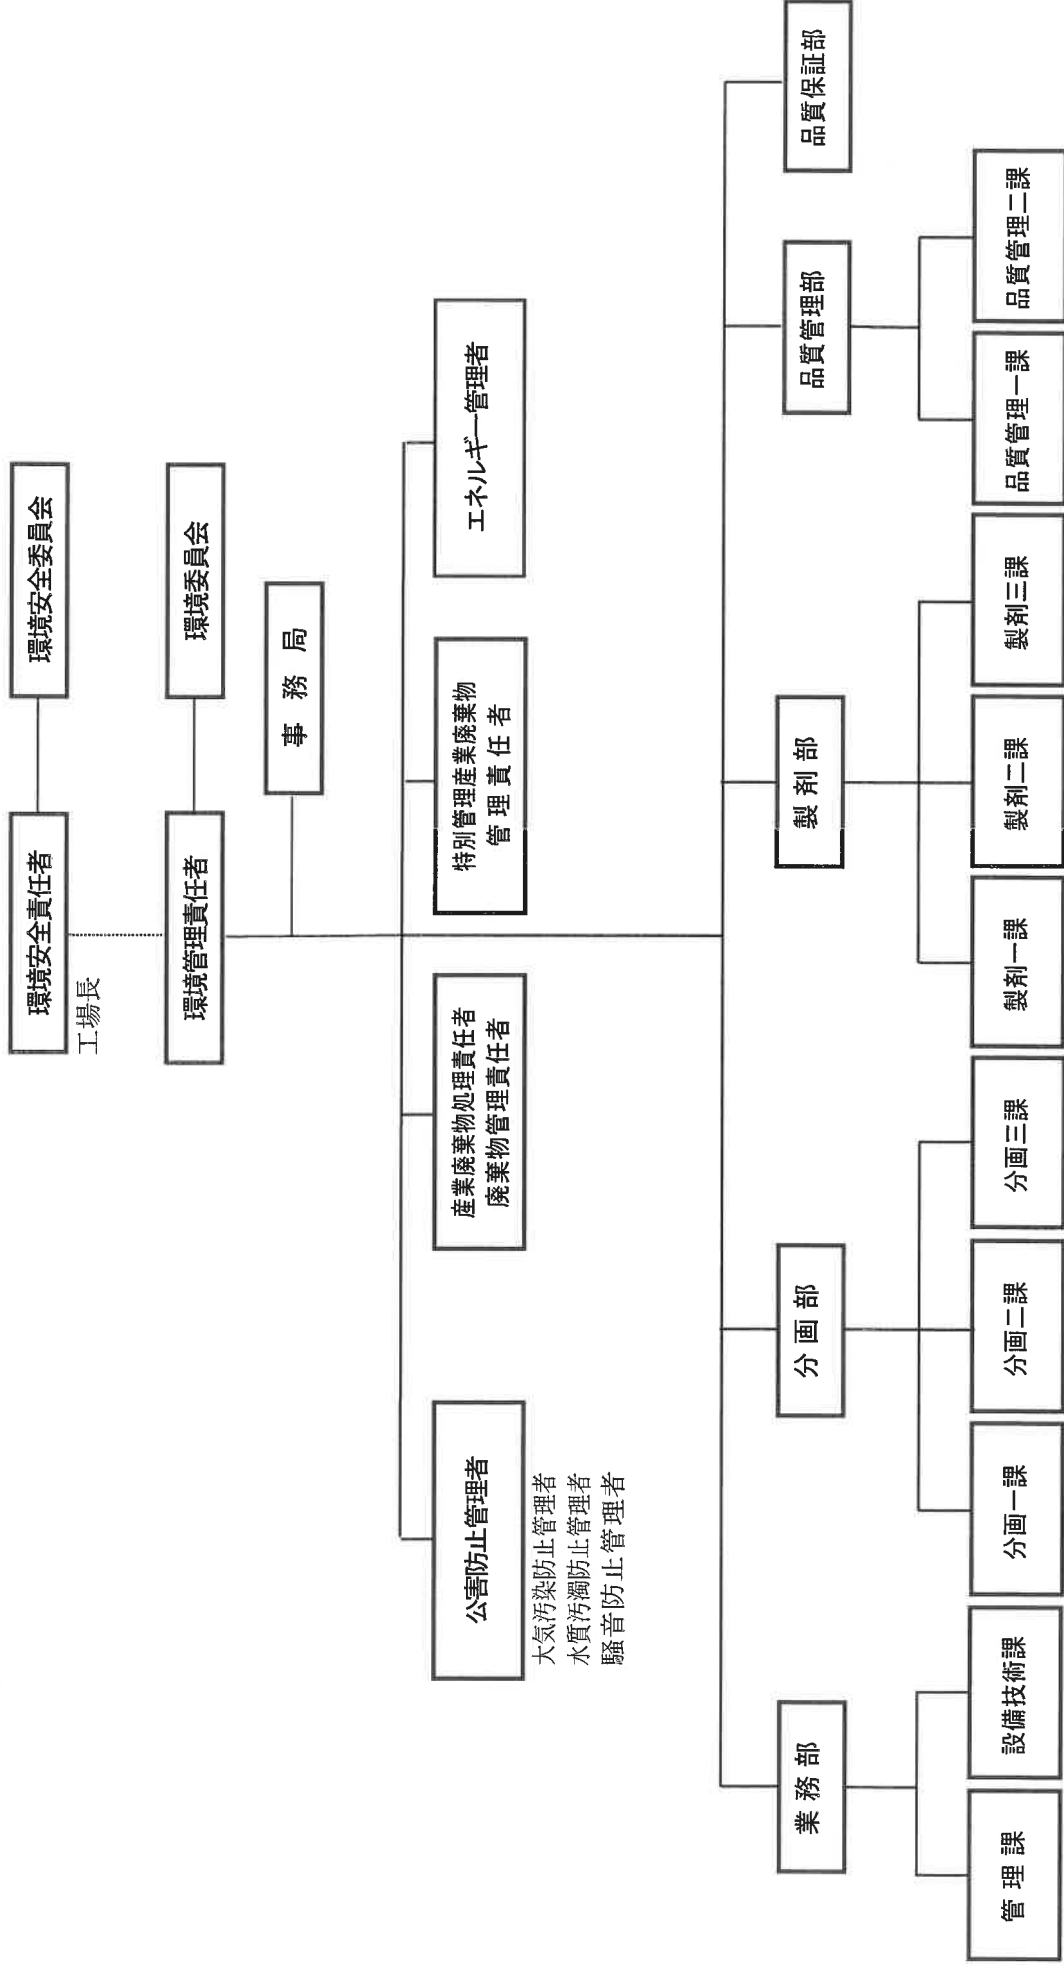 環境安全責任者
環境安全委員会
工場長
環境管理責任者
環境委員会
事 務 局
公害防止管理者
大気汚染防止管理者
水質汚濁防止管理者
騒音防止管理者
産業廃棄物処理責任者
廃棄物管理責任者
特別管理産業廃棄物
管 理 責 任 者
エネルギー管理者
業 務 部
分 画 部
製 剤 部
品質管理部
品質保証部
管 理 課
設備技術課
分画一課
分画二課
分画三課
製剤一課
製剤二課
製剤三課
品質管理一課
品質管理二課